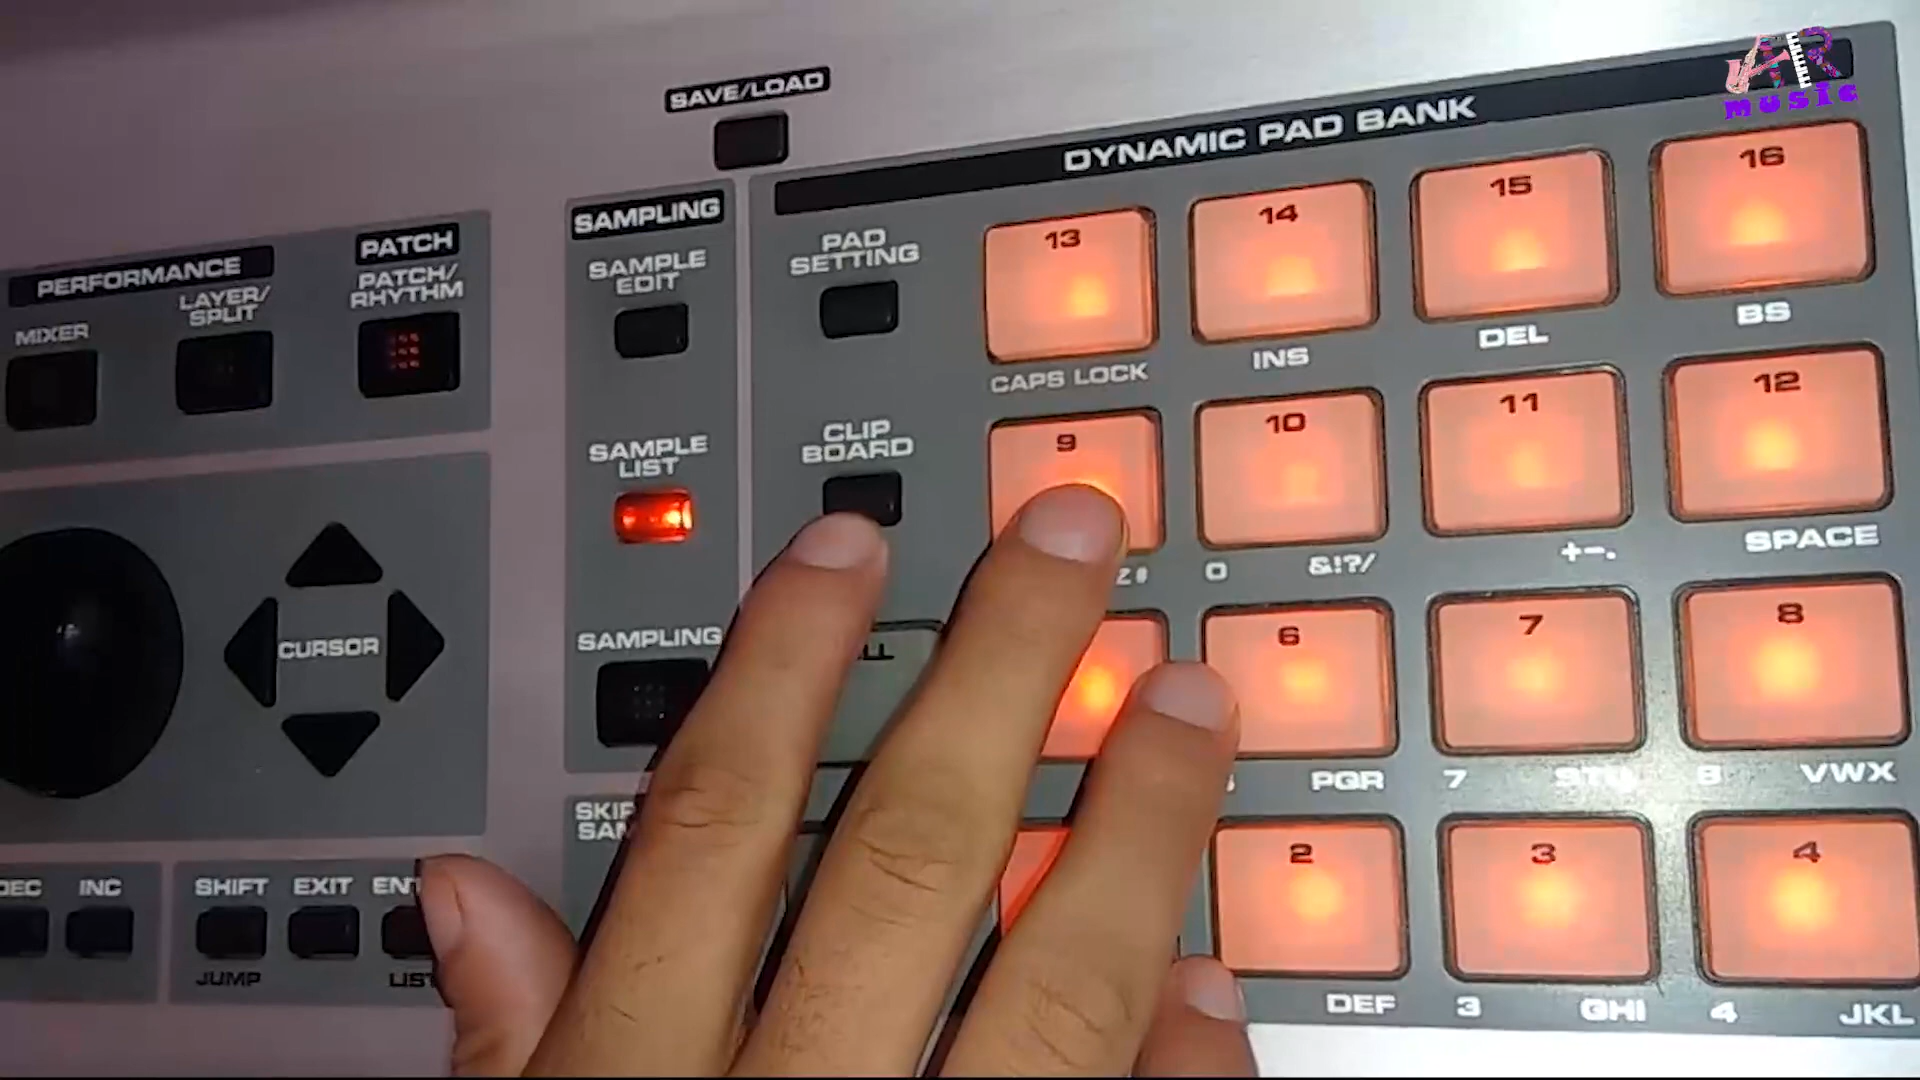 AR
music
SAVE/LOAD
DYNAMIC PAD BANK
SAMPLING
PERFORMANCE
PATCH
MIXER
LAYER/
SPLIT
PATCH/
RHYTHM
SAMPLE
EDIT
PAD
SETTING
13
14
15
16
CAPS LOCK
INS
DEL
BS
SAMPLE
LIST
CLIP
BOARD
9
10
11
12
Z#
0
&!?/
+-.
SPACE
CURSOR
SAMPLING
6
7
8
PQR
7
STU
8
VWX
DEC
INC
SHIFT
EXIT
JUMP
LIST
2
3
4
DEF
3
GHI
4
JKL